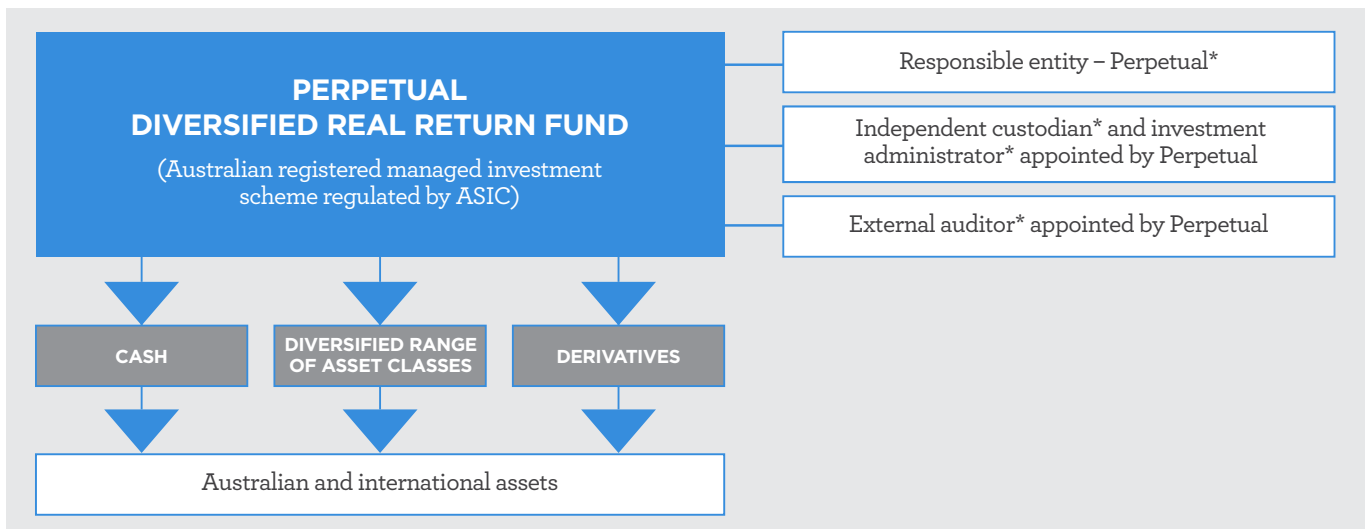 PERPETUAL
DIVERSIFIED REAL RETURN FUND
(Australian registered managed investment
scheme regulated by ASIC)
Responsible entity – Perpetual*
Independent custodian* and investment
administrator* appointed by Perpetual
External auditor* appointed by Perpetual
CASH
DIVERSIFIED RANGE
OF ASSET CLASSES
DERIVATIVES
Australian and international assets